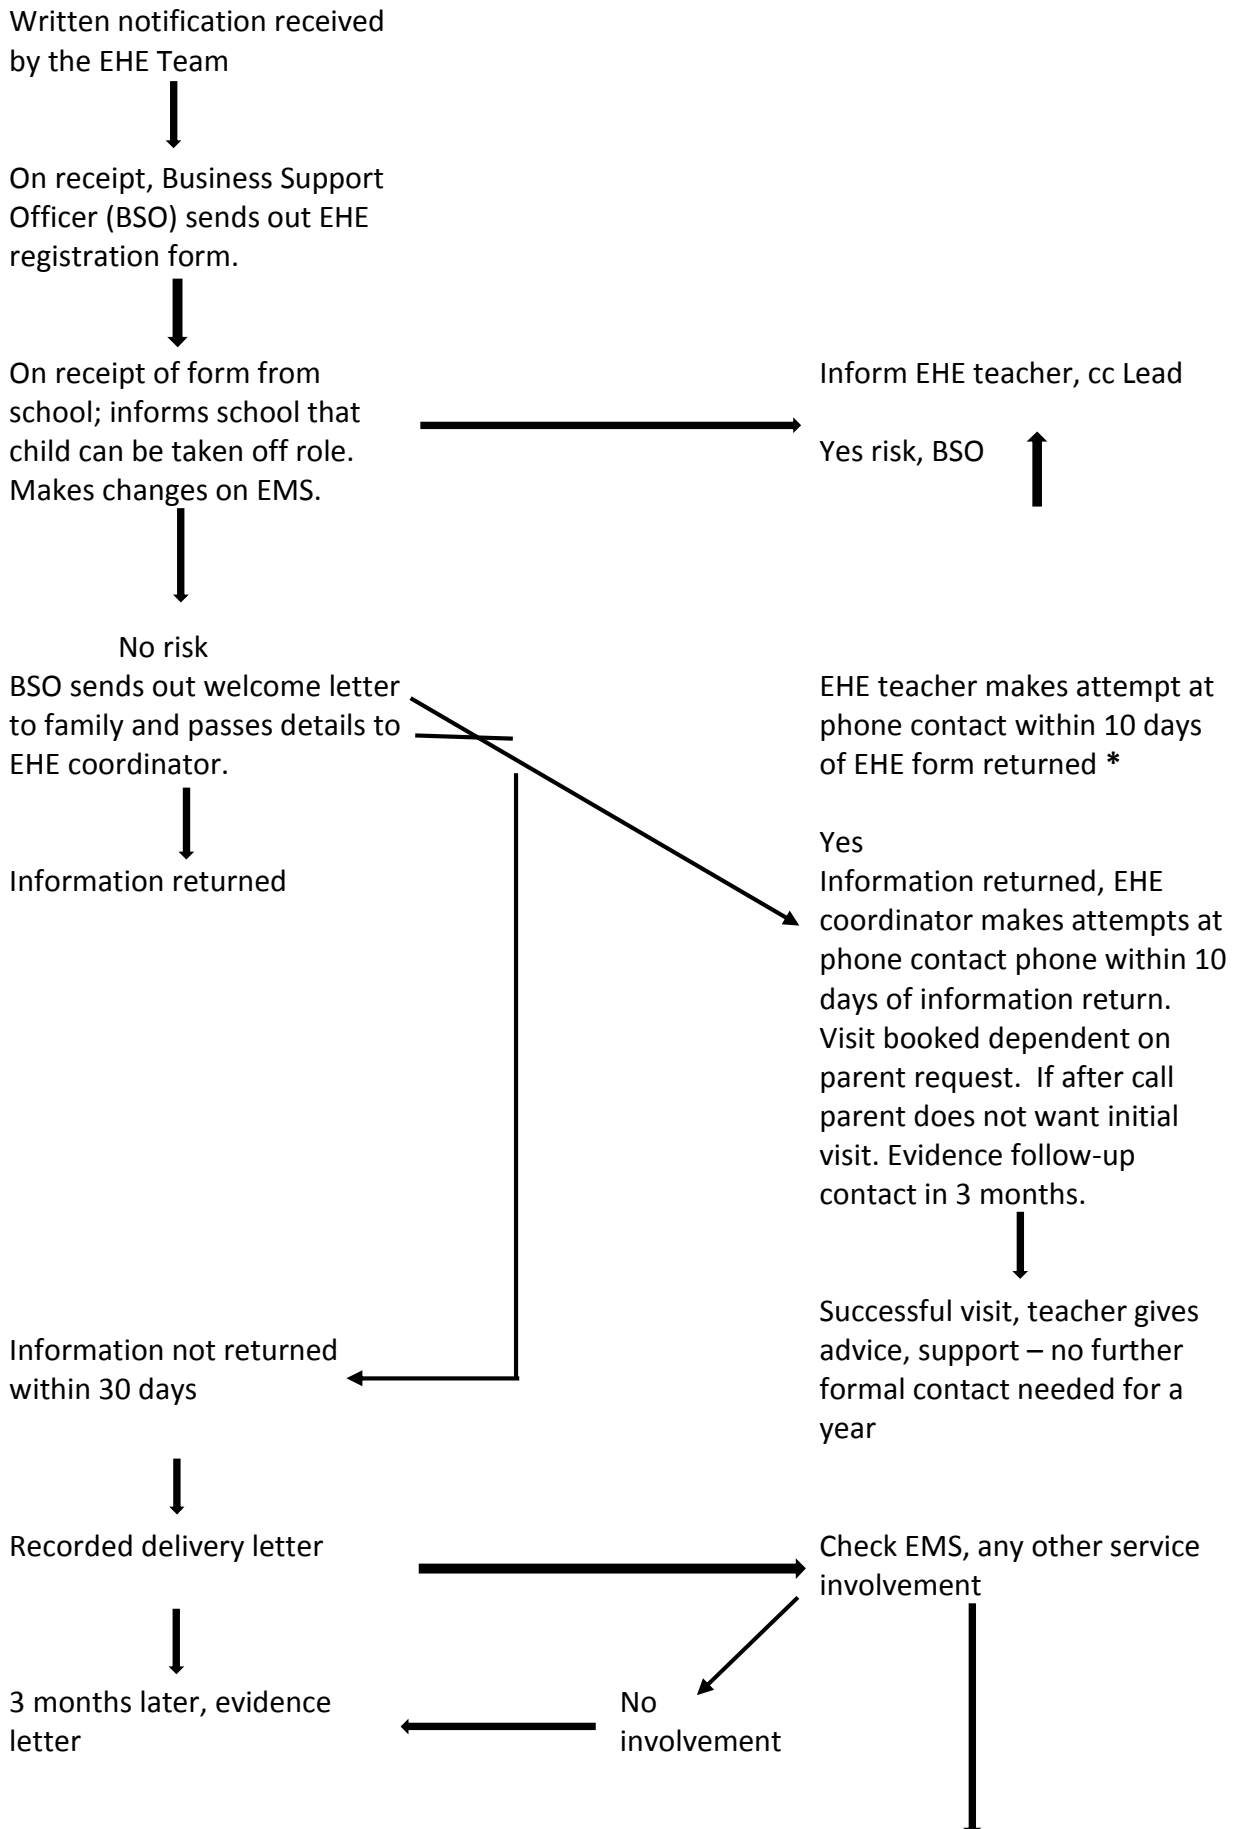 Written notification received
by the EHE Team
On receipt, Business Support
Officer (BSO) sends out EHE
registration form.
On receipt of form from
school; informs school that
child can be taken off role.
Makes changes on EMS.
Inform EHE teacher, cc Lead
Yes risk, BSO
No risk
BSO sends out welcome letter
to family and passes details to
EHE coordinator.
EHE teacher makes attempt at
phone contact within 10 days
of EHE form returned *
Information returned
Yes
Information returned, EHE
coordinator makes attempts at
phone contact phone within 10
days of information return.
Visit booked dependent on
parent request.  If after call
parent does not want initial
visit. Evidence follow-up
contact in 3 months.
Successful visit, teacher gives
advice, support – no further
formal contact needed for a
year
Information not returned
within 30 days
Recorded delivery letter
Check EMS, any other service
involvement
3 months later, evidence
letter
No
involvement